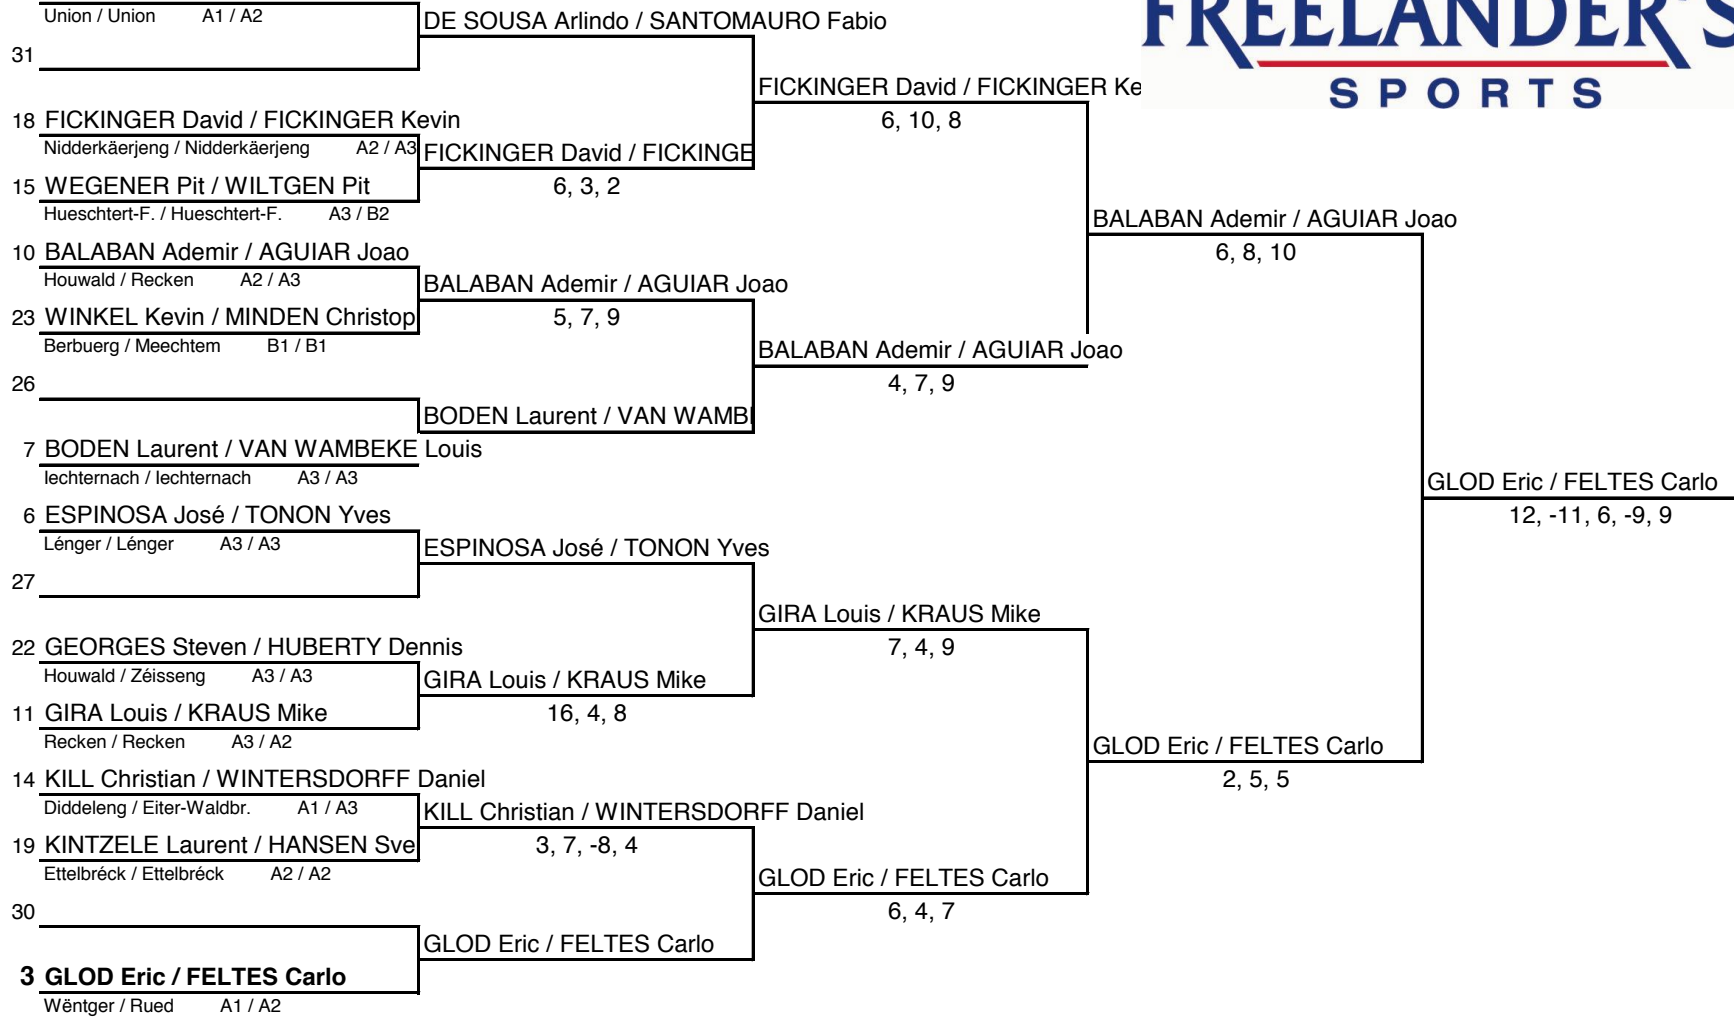 FREELANDER'S
SPORTS
Union / Union A1 / A2
DE SOUSA Arlindo / SANTOMAURO Fabio
31
FICKINGER David / FICKINGER Ke
6, 10, 8
18 FICKINGER David / FICKINGER Kevin
Nidderkäerjeng / Nidderkäerjeng A2 / A3
FICKINGER David / FICKINGE
6, 3, 2
15 WEGENER Pit / WILTGEN Pit
Hueschtert-F. / Hueschtert-F. A3 / B2
BALABAN Ademir / AGUIAR Joao
6, 8, 10
10 BALABAN Ademir / AGUIAR Joao
Houwald / Recken A2 / A3
BALABAN Ademir / AGUIAR Joao
5, 7, 9
23 WINKEL Kevin / MINDEN Christop
Berbuerg / Meechtem B1 / B1
BALABAN Ademir / AGUIAR Joao
4, 7, 9
26
BODEN Laurent / VAN WAMB
7 BODEN Laurent / VAN WAMBEKE Louis
Iechternach / Iechternach A3 / A3
GLOD Eric / FELTES Carlo
12, -11, 6, -9, 9
6 ESPINOSA José / TONON Yves
Lénger / Lénger A3 / A3
ESPINOSA José / TONON Yves
27
GIRA Louis / KRAUS Mike
7, 4, 9
22 GEORGES Steven / HUBERTY Dennis
Houwald / Zéisseng A3 / A3
GIRA Louis / KRAUS Mike
16, 4, 8
11 GIRA Louis / KRAUS Mike
Recken / Recken A3 / A2
GLOD Eric / FELTES Carlo
2, 5, 5
14 KILL Christian / WINTERSDORFF Daniel
Diddeleng / Eiter-Waldbr. A1 / A3
KILL Christian / WINTERSDORFF Daniel
3, 7, -8, 4
19 KINTZELE Laurent / HANSEN Sve
Ettelbréck / Ettelbréck A2 / A2
GLOD Eric / FELTES Carlo
6, 4, 7
30
GLOD Eric / FELTES Carlo
3 GLOD Eric / FELTES Carlo
Wëntger / Rued A1 / A2